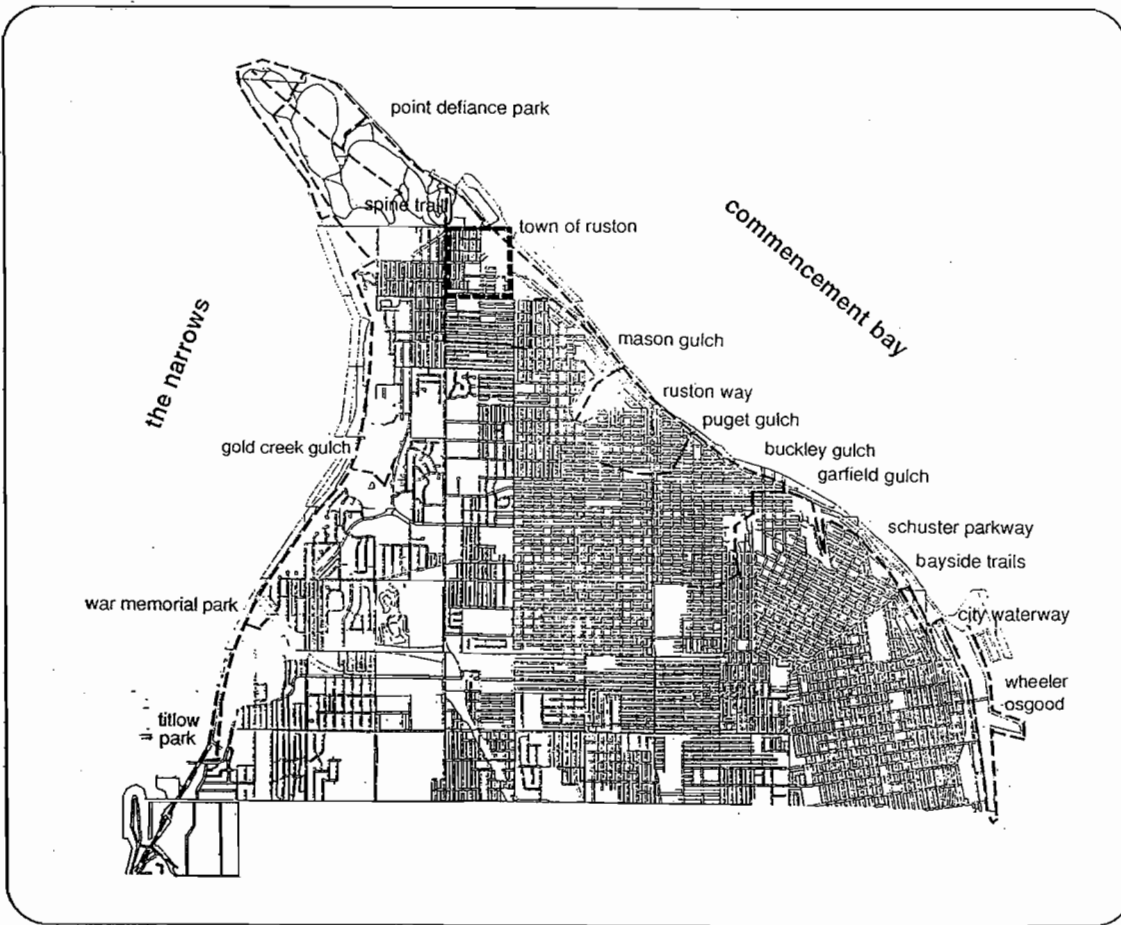 point defiance park
spine trail
town of ruston
commencement bay
the narrows
mason gulch
ruston way
puget gulch
gold creek gulch
buckley gulch
garfield gulch
schuster parkway
bayside trails
war memorial park
city waterway
wheeler
osgood
titlow
park